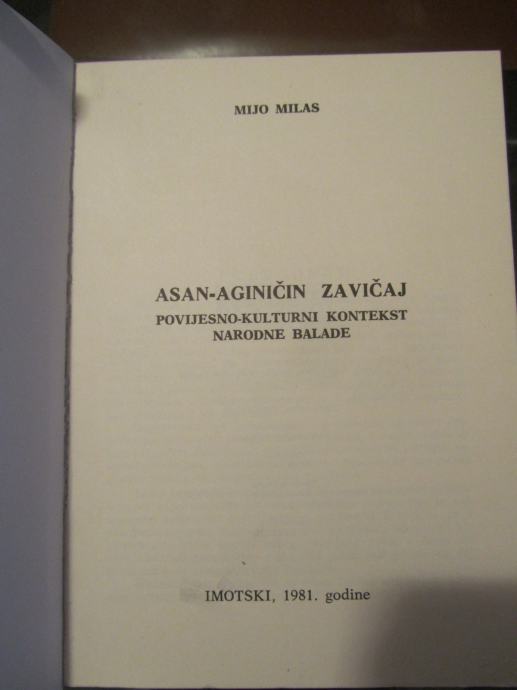 MIJO MILAS
ASAN-AGINIČIN ZAVIČAJ
POVIJESNO-KULTURNI KONTEKST
NARODNE BALADE
IMOTSKI, 1981. godine